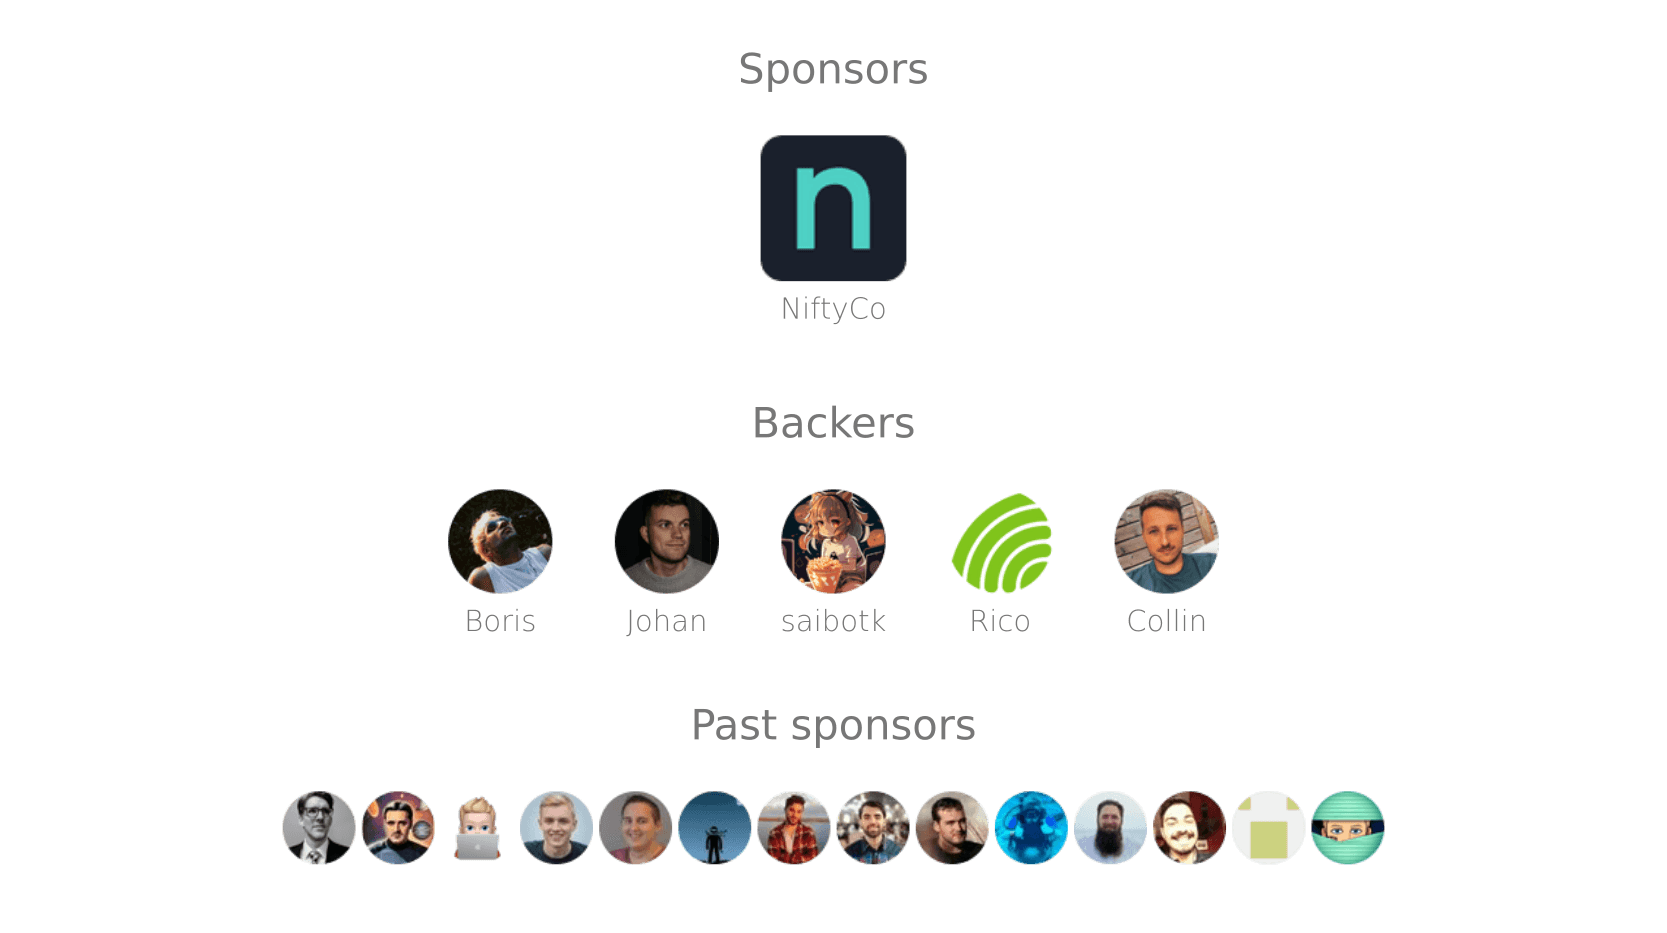 Sponsors
n
NiftyCo
Backers
Boris Johan saibotk Rico Collin
Past sponsors